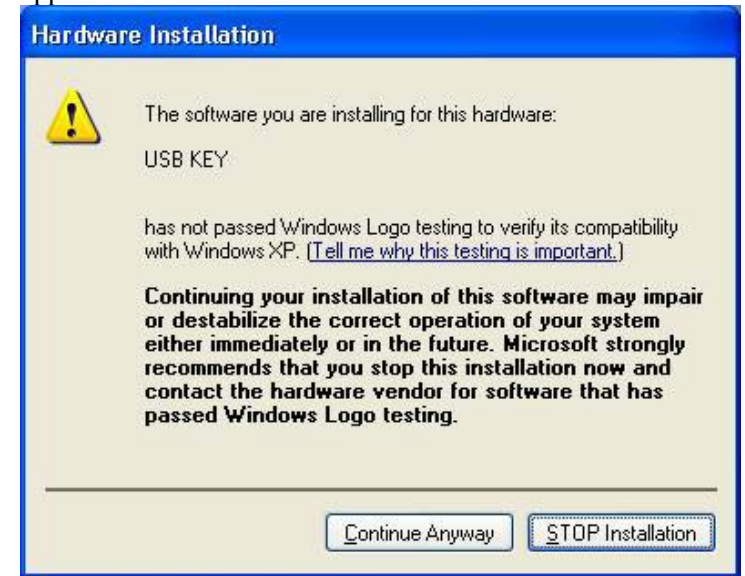 Hardware Installation
The software you are installing for this hardware:
USB KEY
has not passed Windows Logo testing to verify its compatibility
with Windows XP. (Tell me why this testing is important.)
Continuing your installation of this software may impair
or destabilize the correct operation of your system
either immediately or in the future. Microsoft strongly
recommends that you stop this installation now and
contact the hardware vendor for software that has
passed Windows Logo testing.
Continue Anyway
STOP Installation